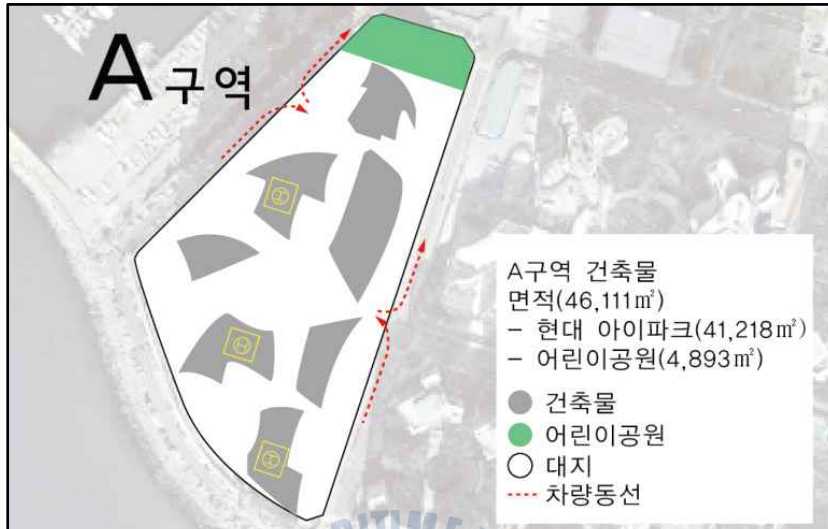 A 구역
A구역 건축물
면적(46,111㎡)
- 현대 아이파크(41,218㎡)
- 어린이공원(4,893㎡)
건축물
어린이공원
대지
차량동선
H
H
H